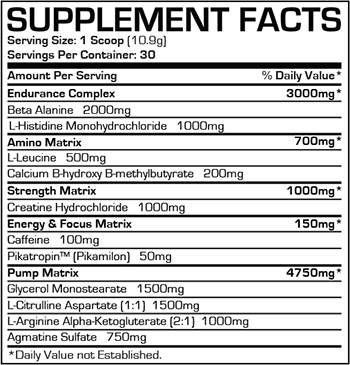 SUPPLEMENT FACTS
Serving Size: 1 Scoop (10.9g)
Servings Per Container: 30
Amount Per Serving % Daily Value*
Endurance Complex 3000mg*
Beta Alanine 2000mg
L-Histidine Monohydrochloride 1000mg
Amino Matrix 700mg*
L-Leucine 500mg
Calcium B-hydroxy B-methylbutyrate 200mg
Strength Matrix 1000mg*
Creatine Hydrochloride 1000mg
Energy & Focus Matrix 150mg*
Caffeine 100mg
Pikatropin™ (Pikamilon) 50mg
Pump Matrix 4750mg*
Glycerol Monostearate 1500mg
L-Citrulline Aspartate (1:1) 1500mg
L-Arginine Alpha-Ketogluterate (2:1) 1000mg
Agmatine Sulfate 750mg
*Daily Value not Established.